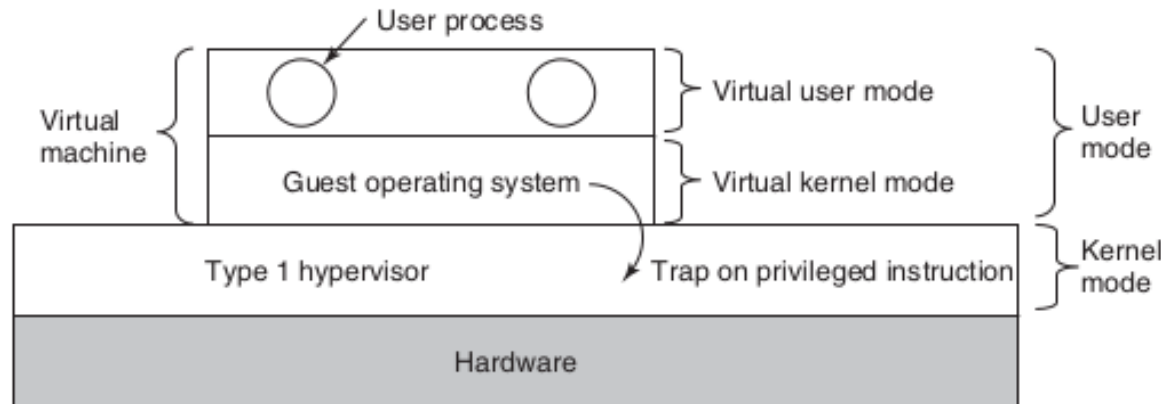 User process
Virtual user mode
Virtual
machine
User
mode
Guest operating system
Virtual kernel mode
Type 1 hypervisor
Trap on privileged instruction
Kernel
mode
Hardware